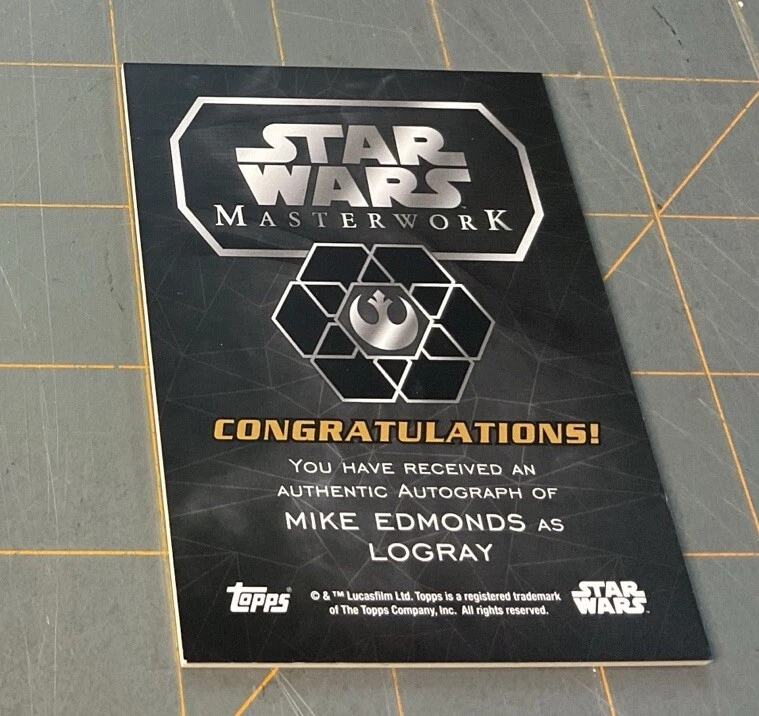 STAR
WARS
MASTERWORK
CONGRATULATIONS!
YOU HAVE RECEIVED AN
AUTHENTIC AUTOGRAPH OF
MIKE EDMONDS AS
LOGRAY
Topps®
© & ™ Lucasfilm Ltd. Topps is a registered trademark
of The Topps Company, Inc. All rights reserved.
STAR
WARS™